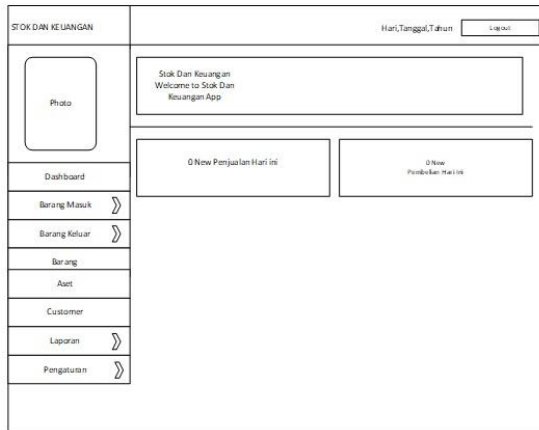 STOK DAN KEUANGAN
Hari,Tanggal,Tahun
Logout
Photo
Stok Dan Keuangan
Welcome to Stok Dan
Keuangan App
0 New Penjualan Hari ini
0 New
Pembelian Hari ini
Dashboard
Barang Masuk
Barang Keluar
Barang
Aset
Customer
Laporan
Pengaturan